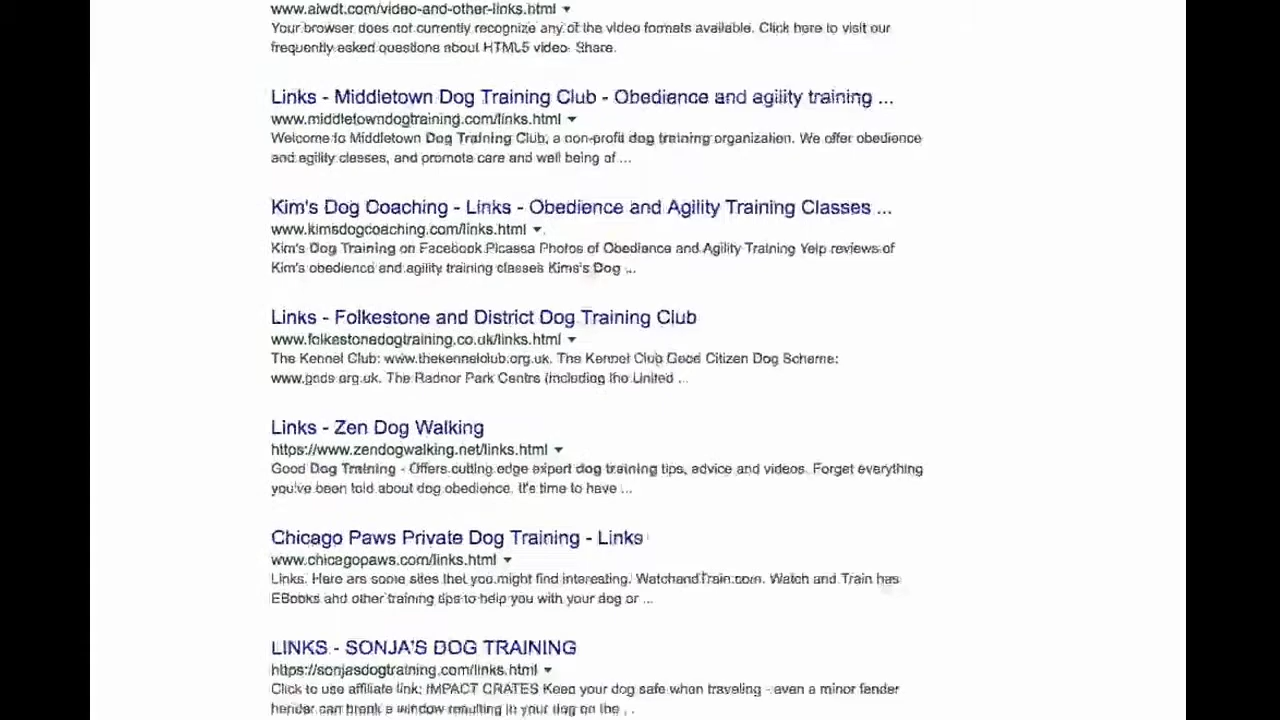 www.aiwdt.com/video-and-other-links.html
Your browser does not currently recognize any of the video formats available. Click here to visit our
frequently asked questions about HTML5 video. Share.
Links - Middletown Dog Training Club - Obedience and agility training ...
www.middletowndogtraining.com/links.html
Welcome to Middletown Dog Training Club, a non-profit dog training organization. We offer obedience
and agility classes, and promote care and well being of ...
Kim's Dog Coaching - Links - Obedience and Agility Training Classes ...
www.kimsdogcoaching.com/links.html
Kim's Dog Training on Facebook Picassa Photos of Obedience and Agility Training Yelp reviews of
Kim's obedience and agility training classes Kims's Dog ...
Links - Folkestone and District Dog Training Club
www.folkestonedogtraining.co.uk/links.html
The Kennel Club: www.thekennelclub.org.uk. The Kennel Club Good Citizen Dog Scheme:
The Radnor Park Centre (including the United ...
Links - Zen Dog Walking
https://www.zendogwalking.net/links.html
Good Dog Training - Offers cutting edge expert dog training tips, advice and videos. Forget everything
you've been told about dog obedience. It's time to have ...
Chicago Paws Private Dog Training - Links
www.chicagopaws.com/links.html
Links. Here are some sites that you might find interesting. WatchandTrain.com. Watch and Train has
EBooks and other training tips to help you with your dog or ...
LINKS - SONJA'S DOG TRAINING
https://sonjasdogtraining.com/links.html
Click to use affiliate link: IMPACT CRATES Keep your dog safe when traveling - even a minor fender
bender can break a window resulting in your dog on the ...